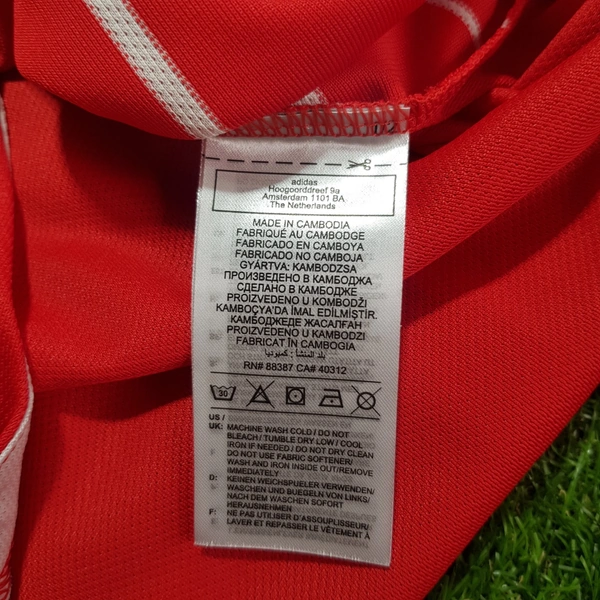 adidas
Hoogoorddreef 9a
Amsterdam 1101 BA
The Netherlands
MADE IN CAMBODIA
FABRIQUÉ AU CAMBODGE
FABRICADO EN CAMBOYA
FABRICADO NO CAMBOJA
GYÁRTVA: KAMBODZSA
ПРОИЗВЕДЕНО В КАМБОДЖА
СДЕЛАНО В КАМБОДЖЕ
PROIZVEDENO U KOMBODŽI
KAMBOÇYA'DA İMAL EDİLMİŞTİR.
КАМБОДЖЕДЕ ЖАСАЛҒАН
PROIZVEDENO U KAMBODZI
FABRICAT ÎN CAMBOGIA
بلد المنشأ : كمبوديا
RN# 88387 CA# 40312
30
US /
UK: MACHINE WASH COLD / DO NOT
BLEACH / TUMBLE DRY LOW / COOL
IRON IF NEEDED / DO NOT DRY CLEAN
DO NOT USE FABRIC SOFTENER/
WASH AND IRON INSIDE OUT/REMOVE
IMMEDIATELY
D: KEINEN WEICHSPUELER VERWENDEN/
WASCHEN UND BUEGELN VON LINKS/
NACH DEM WASCHEN SOFORT
HERAUSNEHMEN
F: NE PAS UTILISER D'ASSOUPLISSEUR/
LAVER ET REPASSER LE VÊTEMENT À